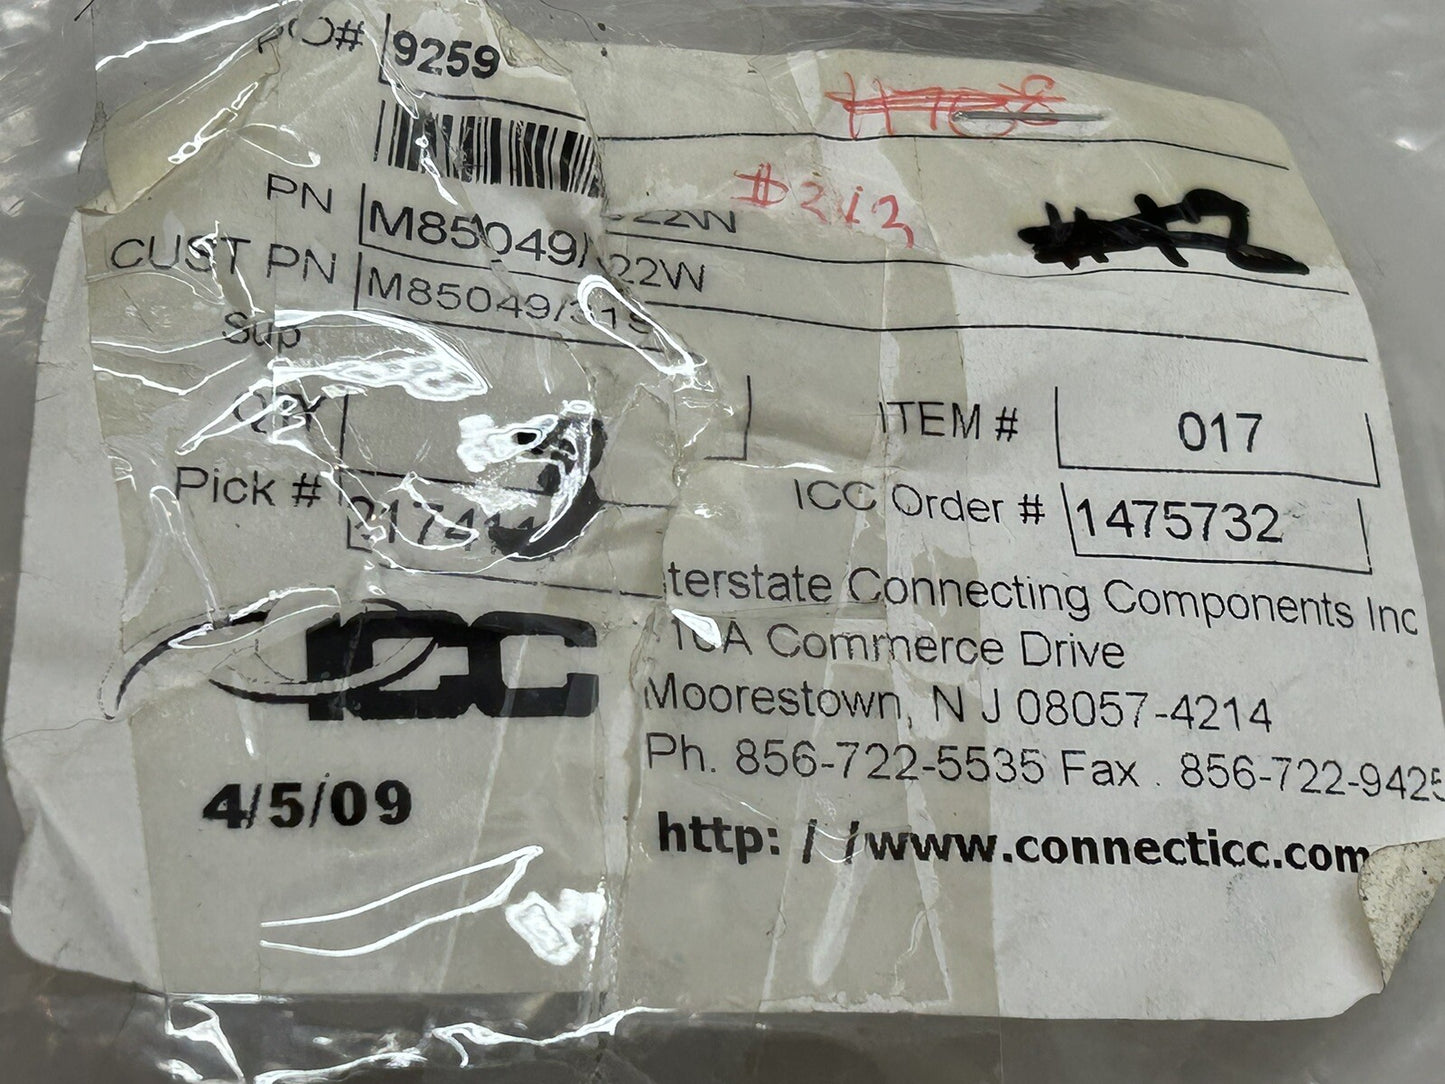 PO# 9259
#213
PN M85049/ 22W
CUST PN M85049/31S 22W
Sup
QTY
ITEM # 017
Pick #
ICC Order # 1475732
terstate Connecting Components Inc
Commerce Drive
Moorestown, N J 08057-4214
Ph. 856-722-5535 Fax . 856-722-9425
ICC
4/5/09
http: / /www.connecticc.com